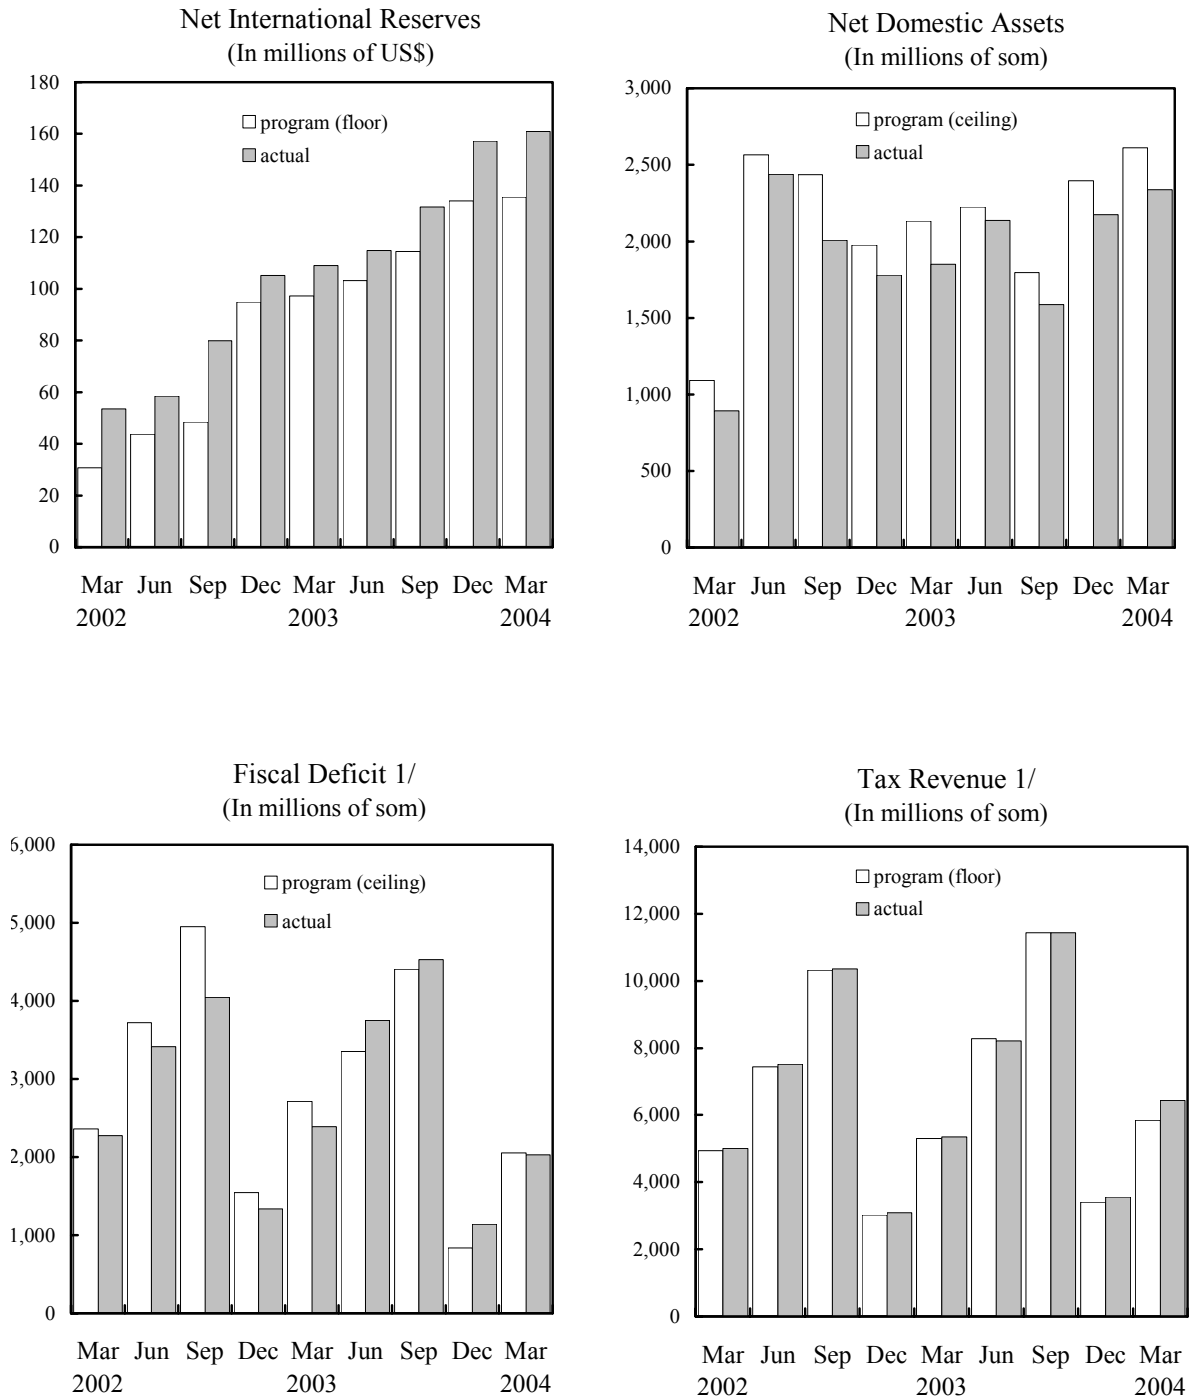 Net International Reserves
(In millions of US$)
180
160
140
120
100
80
60
40
20
0
program (floor)
actual
Mar Jun Sep Dec Mar Jun Sep Dec Mar
2002 2003 2004
Net Domestic Assets
(In millions of som)
3,000
2,500
2,000
1,500
1,000
500
0
program (ceiling)
actual
Mar Jun Sep Dec Mar Jun Sep Dec Mar
2002 2003 2004
Fiscal Deficit 1/
(In millions of som)
6,000
5,000
4,000
3,000
2,000
1,000
0
program (ceiling)
actual
Mar Jun Sep Dec Mar Jun Sep Dec Mar
2002 2003 2004
Tax Revenue 1/
(In millions of som)
14,000
12,000
10,000
8,000
6,000
4,000
2,000
0
program (floor)
actual
Mar Jun Sep Dec Mar Jun Sep Dec Mar
2002 2003 2004